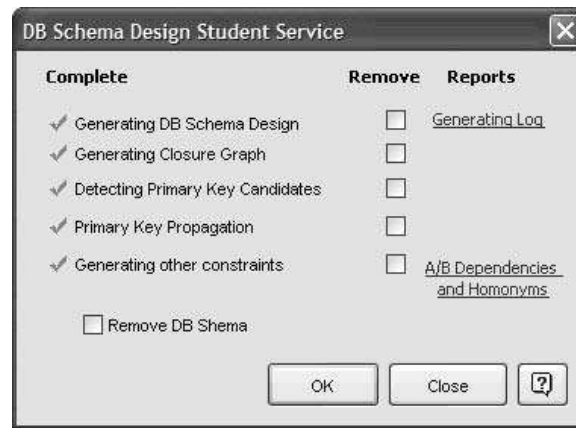 DB Schema Design Student Service
Complete Remove Reports
Generating DB Schema Design Generating Log
Generating Closure Graph
Detecting Primary Key Candidates
Primary Key Propagation
Generating other constraints A/B Dependencies
and Homonyms
Remove DB Shema
OK Close ?